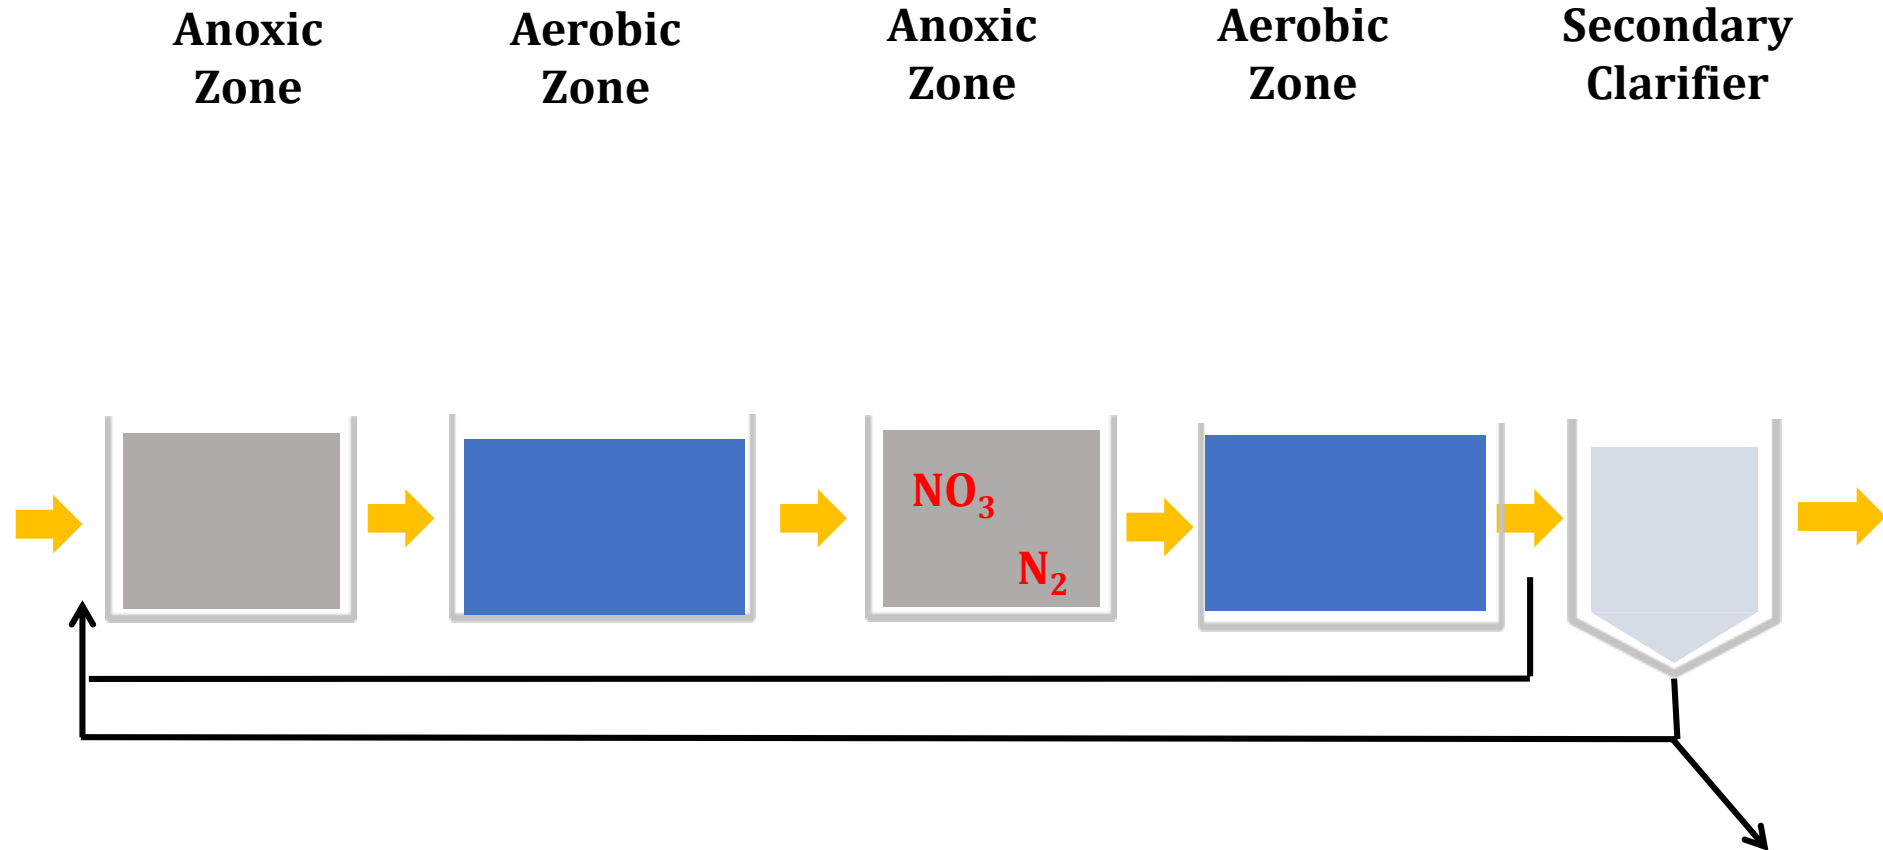 Anoxic
Zone
Aerobic
Zone
Anoxic
Zone
Aerobic
Zone
Secondary
Clarifier
NO₃
N₂